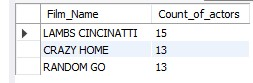 Film_Name Count_of_actors
LAMBS CINCINATTI 15
CRAZY HOME 13
RANDOM GO 13